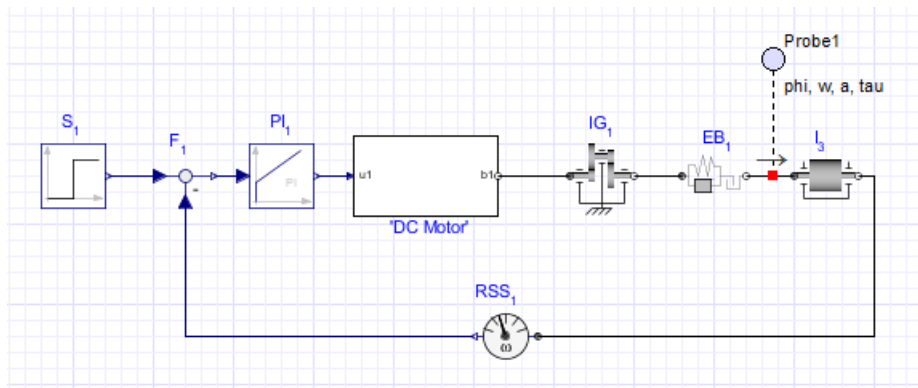 Probe1
phi, w, a, tau
S1
F1
PI1
IG1
EB1
I3
PI
u1
b1
-
'DC Motor'
RSS1
ω